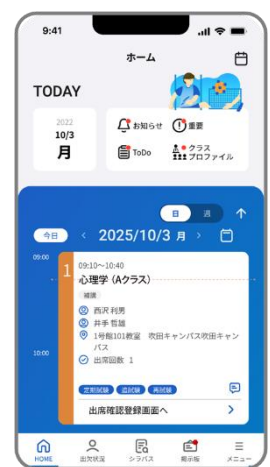 9:41
ホーム
TODAY
2022
10/3
月
お知らせ
重要
ToDo
クラス
プロファイル
日 週
今日 < 2025/10/3 月 >
09:00
1
09:10〜10:40
心理学 (Aクラス)
補講
西沢 利男
井手 哲雄
1号館101教室 吹田キャンパス吹田キャン
パス
出席回数 1
10:00
定期試験 追試験 再試験
出席確認登録画面へ >
HOME 出欠状況 シラバス 掲示板 メニュー